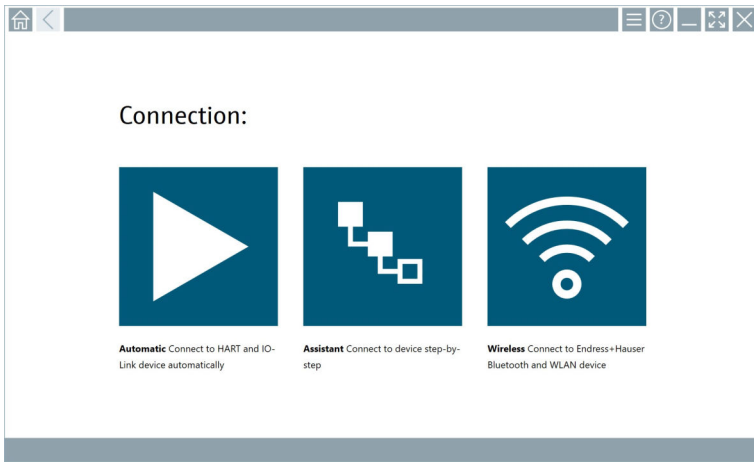 Connection:
Automatic Connect to HART and IO-
Link device automatically
Assistant Connect to device step-by-
step
Wireless Connect to Endress+Hauser
Bluetooth and WLAN device